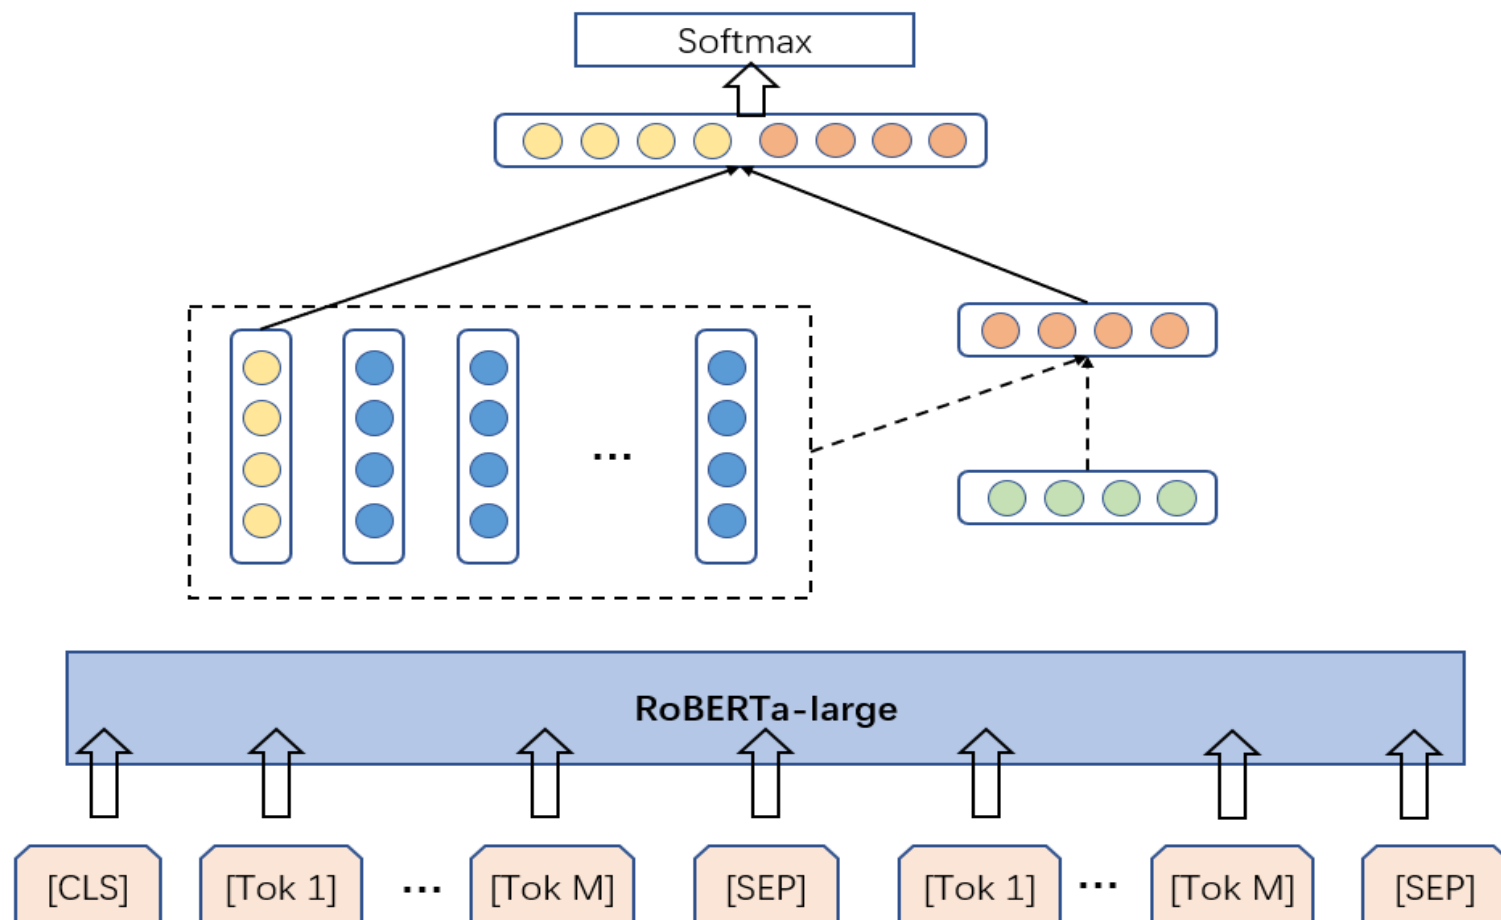 Softmax
...
RoBERTa-large
[CLS] [Tok 1] ... [Tok M] [SEP] [Tok 1] ... [Tok M] [SEP]